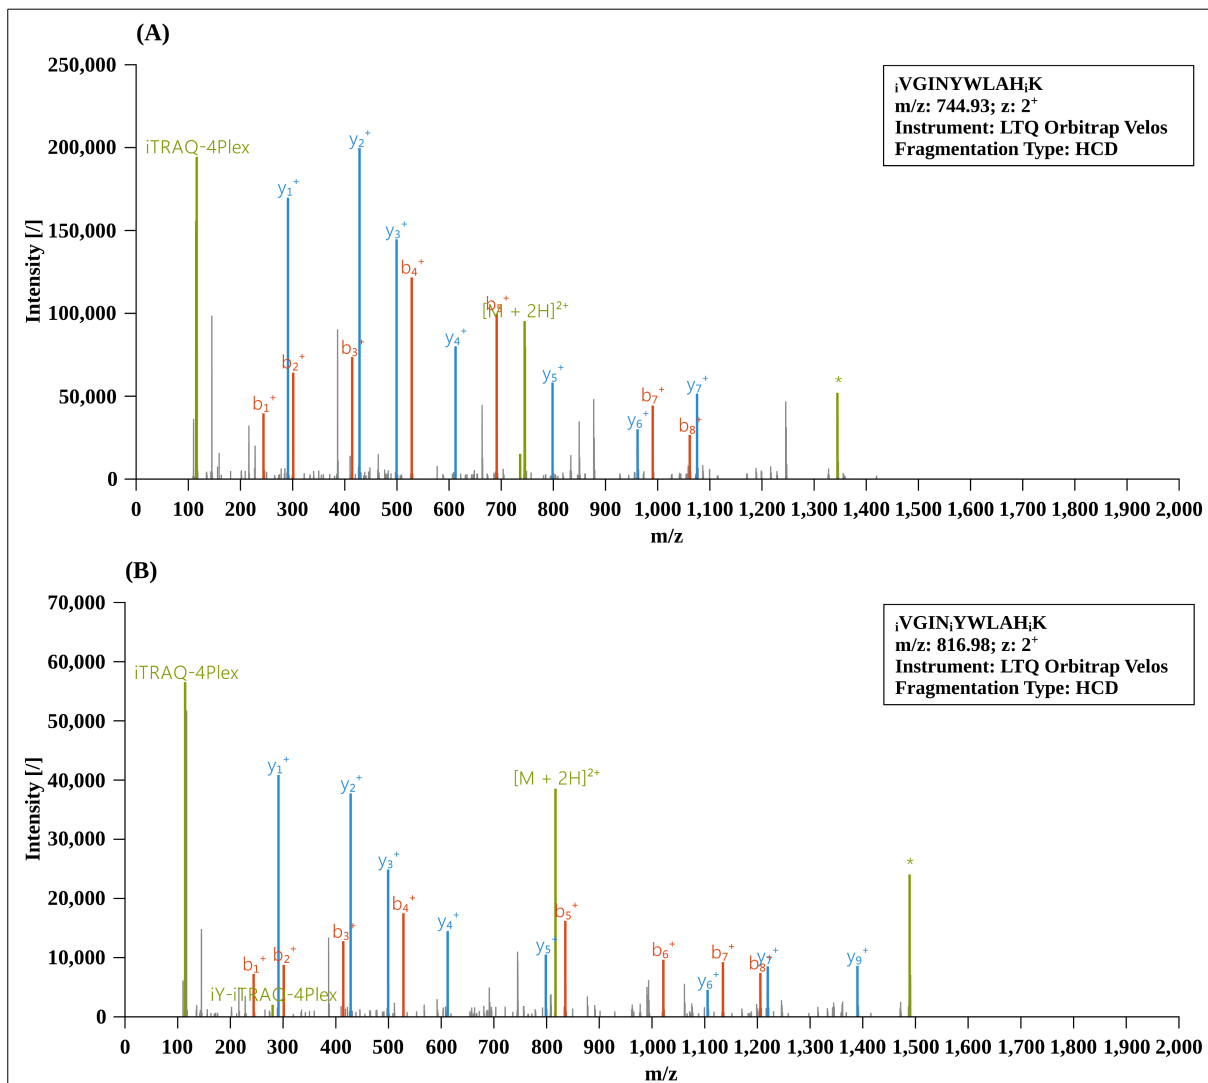 (A)
250,000
200,000
150,000
100,000
50,000
0
Intensity [/]
iTRAQ-4Plex
y₁⁺
y₂⁺
y₃⁺
b₄⁺
b₁⁺
b₂⁺
b₃⁺
y₄⁺
b₅⁺
[M + 2H]²⁺
y₅⁺
y₆⁺
b₇⁺
b₈⁺
y₇⁺
*
ᵢVGINYWLAHᵢK
m/z: 744.93; z: 2⁺
Instrument: LTQ Orbitrap Velos
Fragmentation Type: HCD
0 100 200 300 400 500 600 700 800 900 1,000 1,100 1,200 1,300 1,400 1,500 1,600 1,700 1,800 1,900 2,000
m/z
(B)
70,000
60,000
50,000
40,000
30,000
20,000
10,000
0
Intensity [/]
iTRAQ-4Plex
y₁⁺
y₂⁺
y₃⁺
b₄⁺
b₁⁺
b₂⁺
b₃⁺
iY-iTRAQ-4Plex
y₄⁺
y₅⁺
[M + 2H]²⁺
b₅⁺
b₆⁺
y₆⁺
b₇⁺
b₈
y₇⁺
y₉⁺
*
ᵢVGINᵢYWLAHᵢK
m/z: 816.98; z: 2⁺
Instrument: LTQ Orbitrap Velos
Fragmentation Type: HCD
0 100 200 300 400 500 600 700 800 900 1,000 1,100 1,200 1,300 1,400 1,500 1,600 1,700 1,800 1,900 2,000
m/z